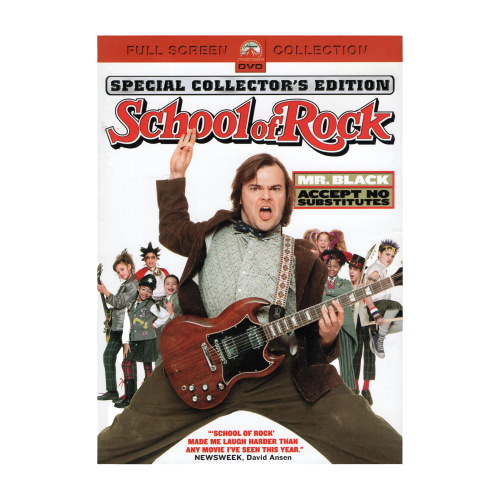 FULL SCREEN COLLECTION
DVD
SPECIAL COLLECTOR'S EDITION
School of Rock
MR. BLACK
ACCEPT NO
SUBSTITUTES
"'SCHOOL OF ROCK'
MADE ME LAUGH HARDER THAN
ANY MOVIE I'VE SEEN THIS YEAR."
NEWSWEEK, David Ansen